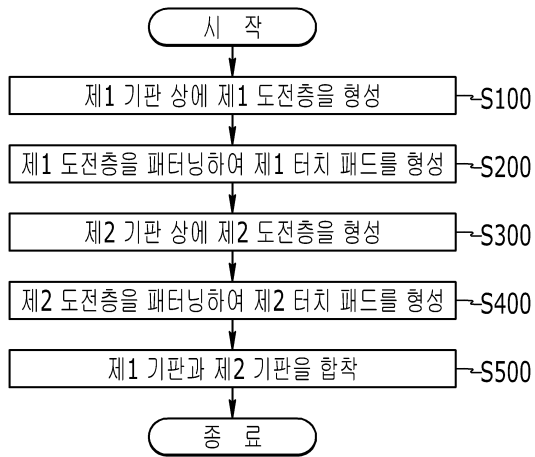 시 작
제1 기판 상에 제1 도전층을 형성 S100
제1 도전층을 패터닝하여 제1 터치 패드를 형성 S200
제2 기판 상에 제2 도전층을 형성 S300
제2 도전층을 패터닝하여 제2 터치 패드를 형성 S400
제1 기판과 제2 기판을 합착 S500
종 료